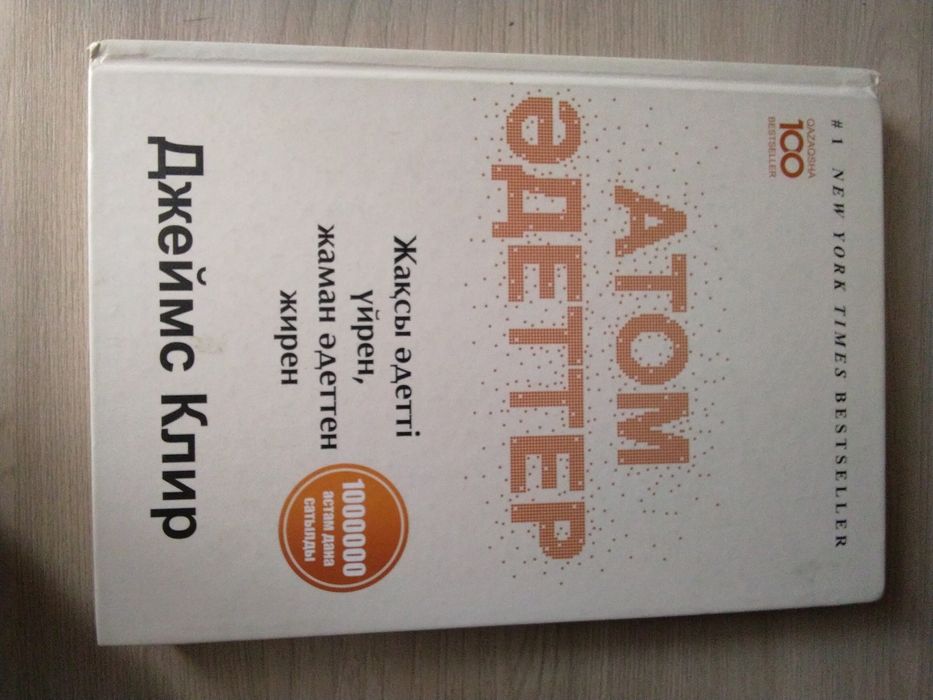 # 1 NEW YORK TIMES BESTSELLER
QAZAQSHA
100
BESTSELLER
АТОМ
ӘДЕТТЕР
Жақсы әдетті
үйрен,
жаман әдеттен
жирен
1000000
астам дана
сатылды
Джеймс Клир